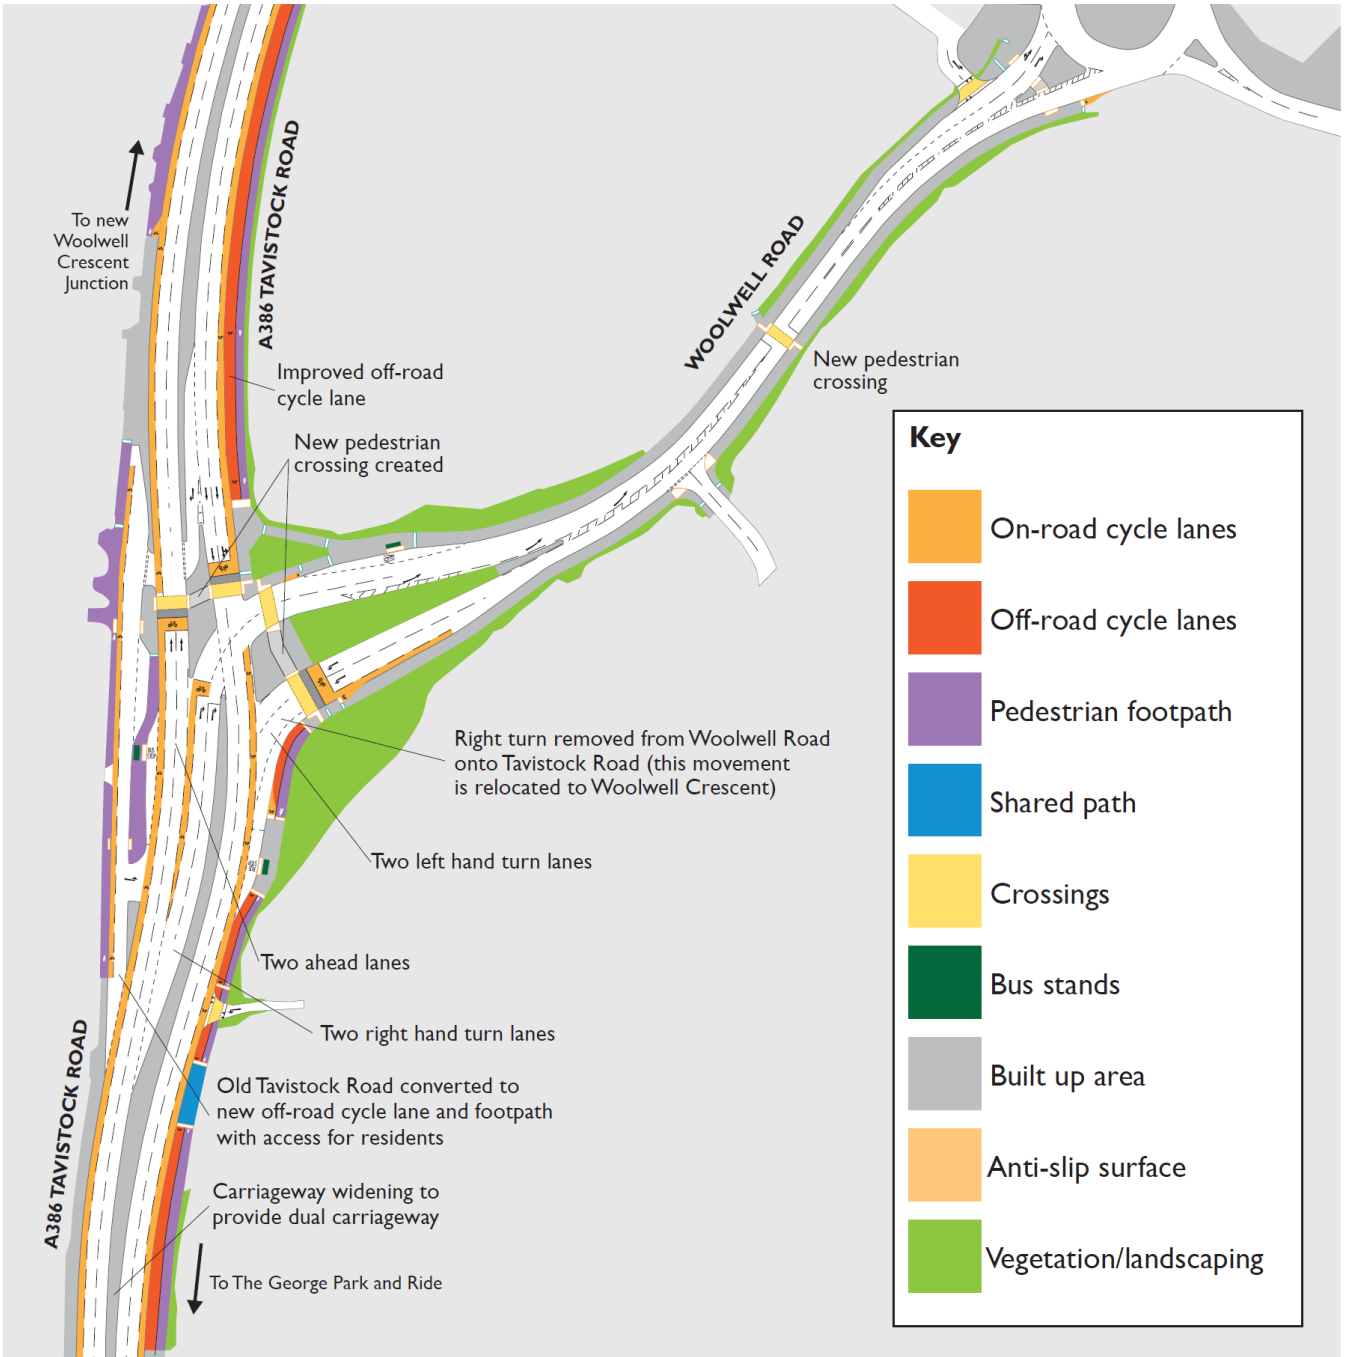 A386 TAVISTOCK ROAD
To new
Woolwell
Crescent
Junction
WOOLWELL ROAD
Improved off-road
cycle lane
New pedestrian
crossing
New pedestrian
crossing created
Right turn removed from Woolwell Road
onto Tavistock Road (this movement
is relocated to Woolwell Crescent)
Two left hand turn lanes
Two ahead lanes
Two right hand turn lanes
A386 TAVISTOCK ROAD
Old Tavistock Road converted to
new off-road cycle lane and footpath
with access for residents
Carriageway widening to
provide dual carriageway
To The George Park and Ride
Key
On-road cycle lanes
Off-road cycle lanes
Pedestrian footpath
Shared path
Crossings
Bus stands
Built up area
Anti-slip surface
Vegetation/landscaping